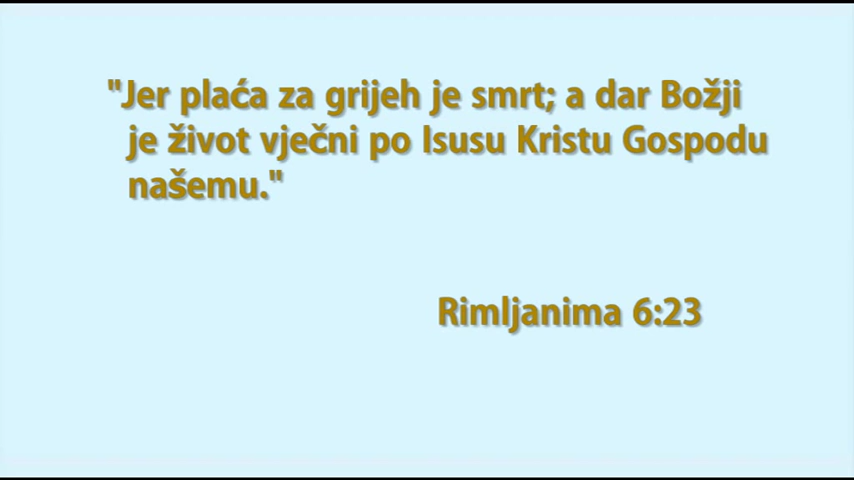 "Jer plaća za grijeh je smrt; a dar Božji
je život vječni po Isusu Kristu Gospodu
našemu."
Rimljanima 6:23